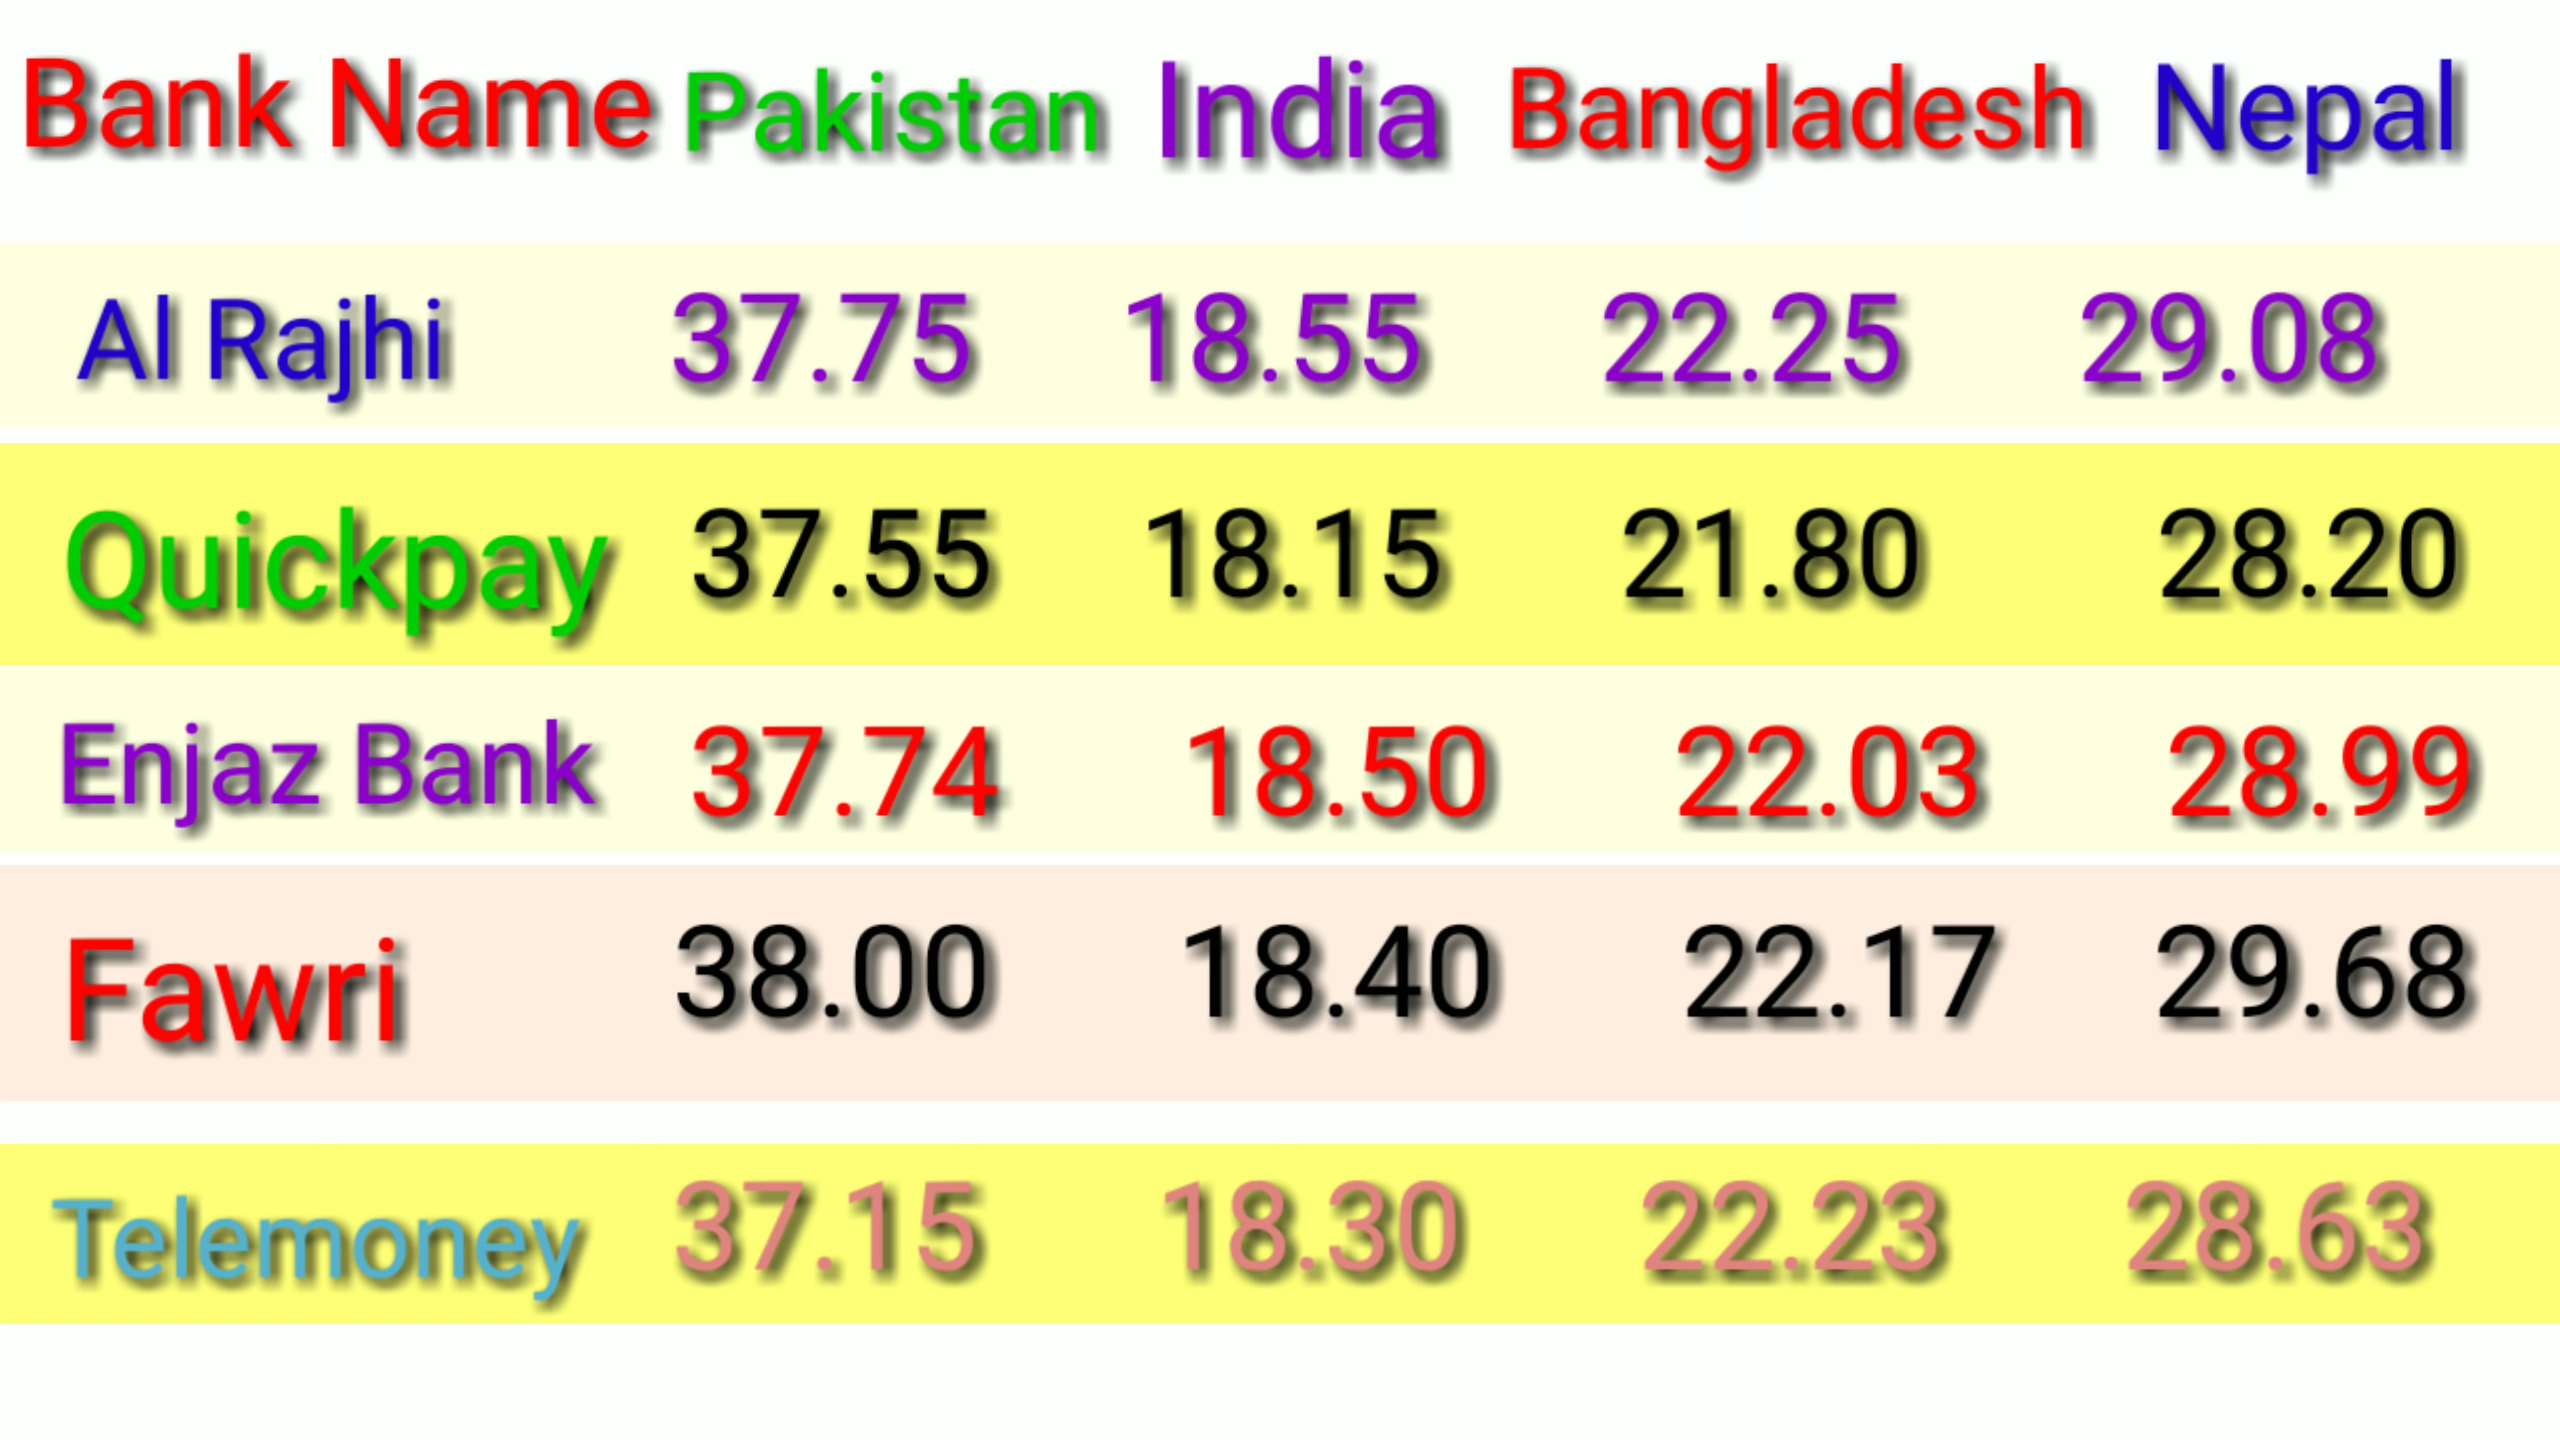 Bank Name Pakistan India Bangladesh Nepal
Al Rajhi 37.75 18.55 22.25 29.08
Quickpay 37.55 18.15 21.80 28.20
Enjaz Bank 37.74 18.50 22.03 28.99
Fawri 38.00 18.40 22.17 29.68
Telemoney 37.15 18.30 22.23 28.63